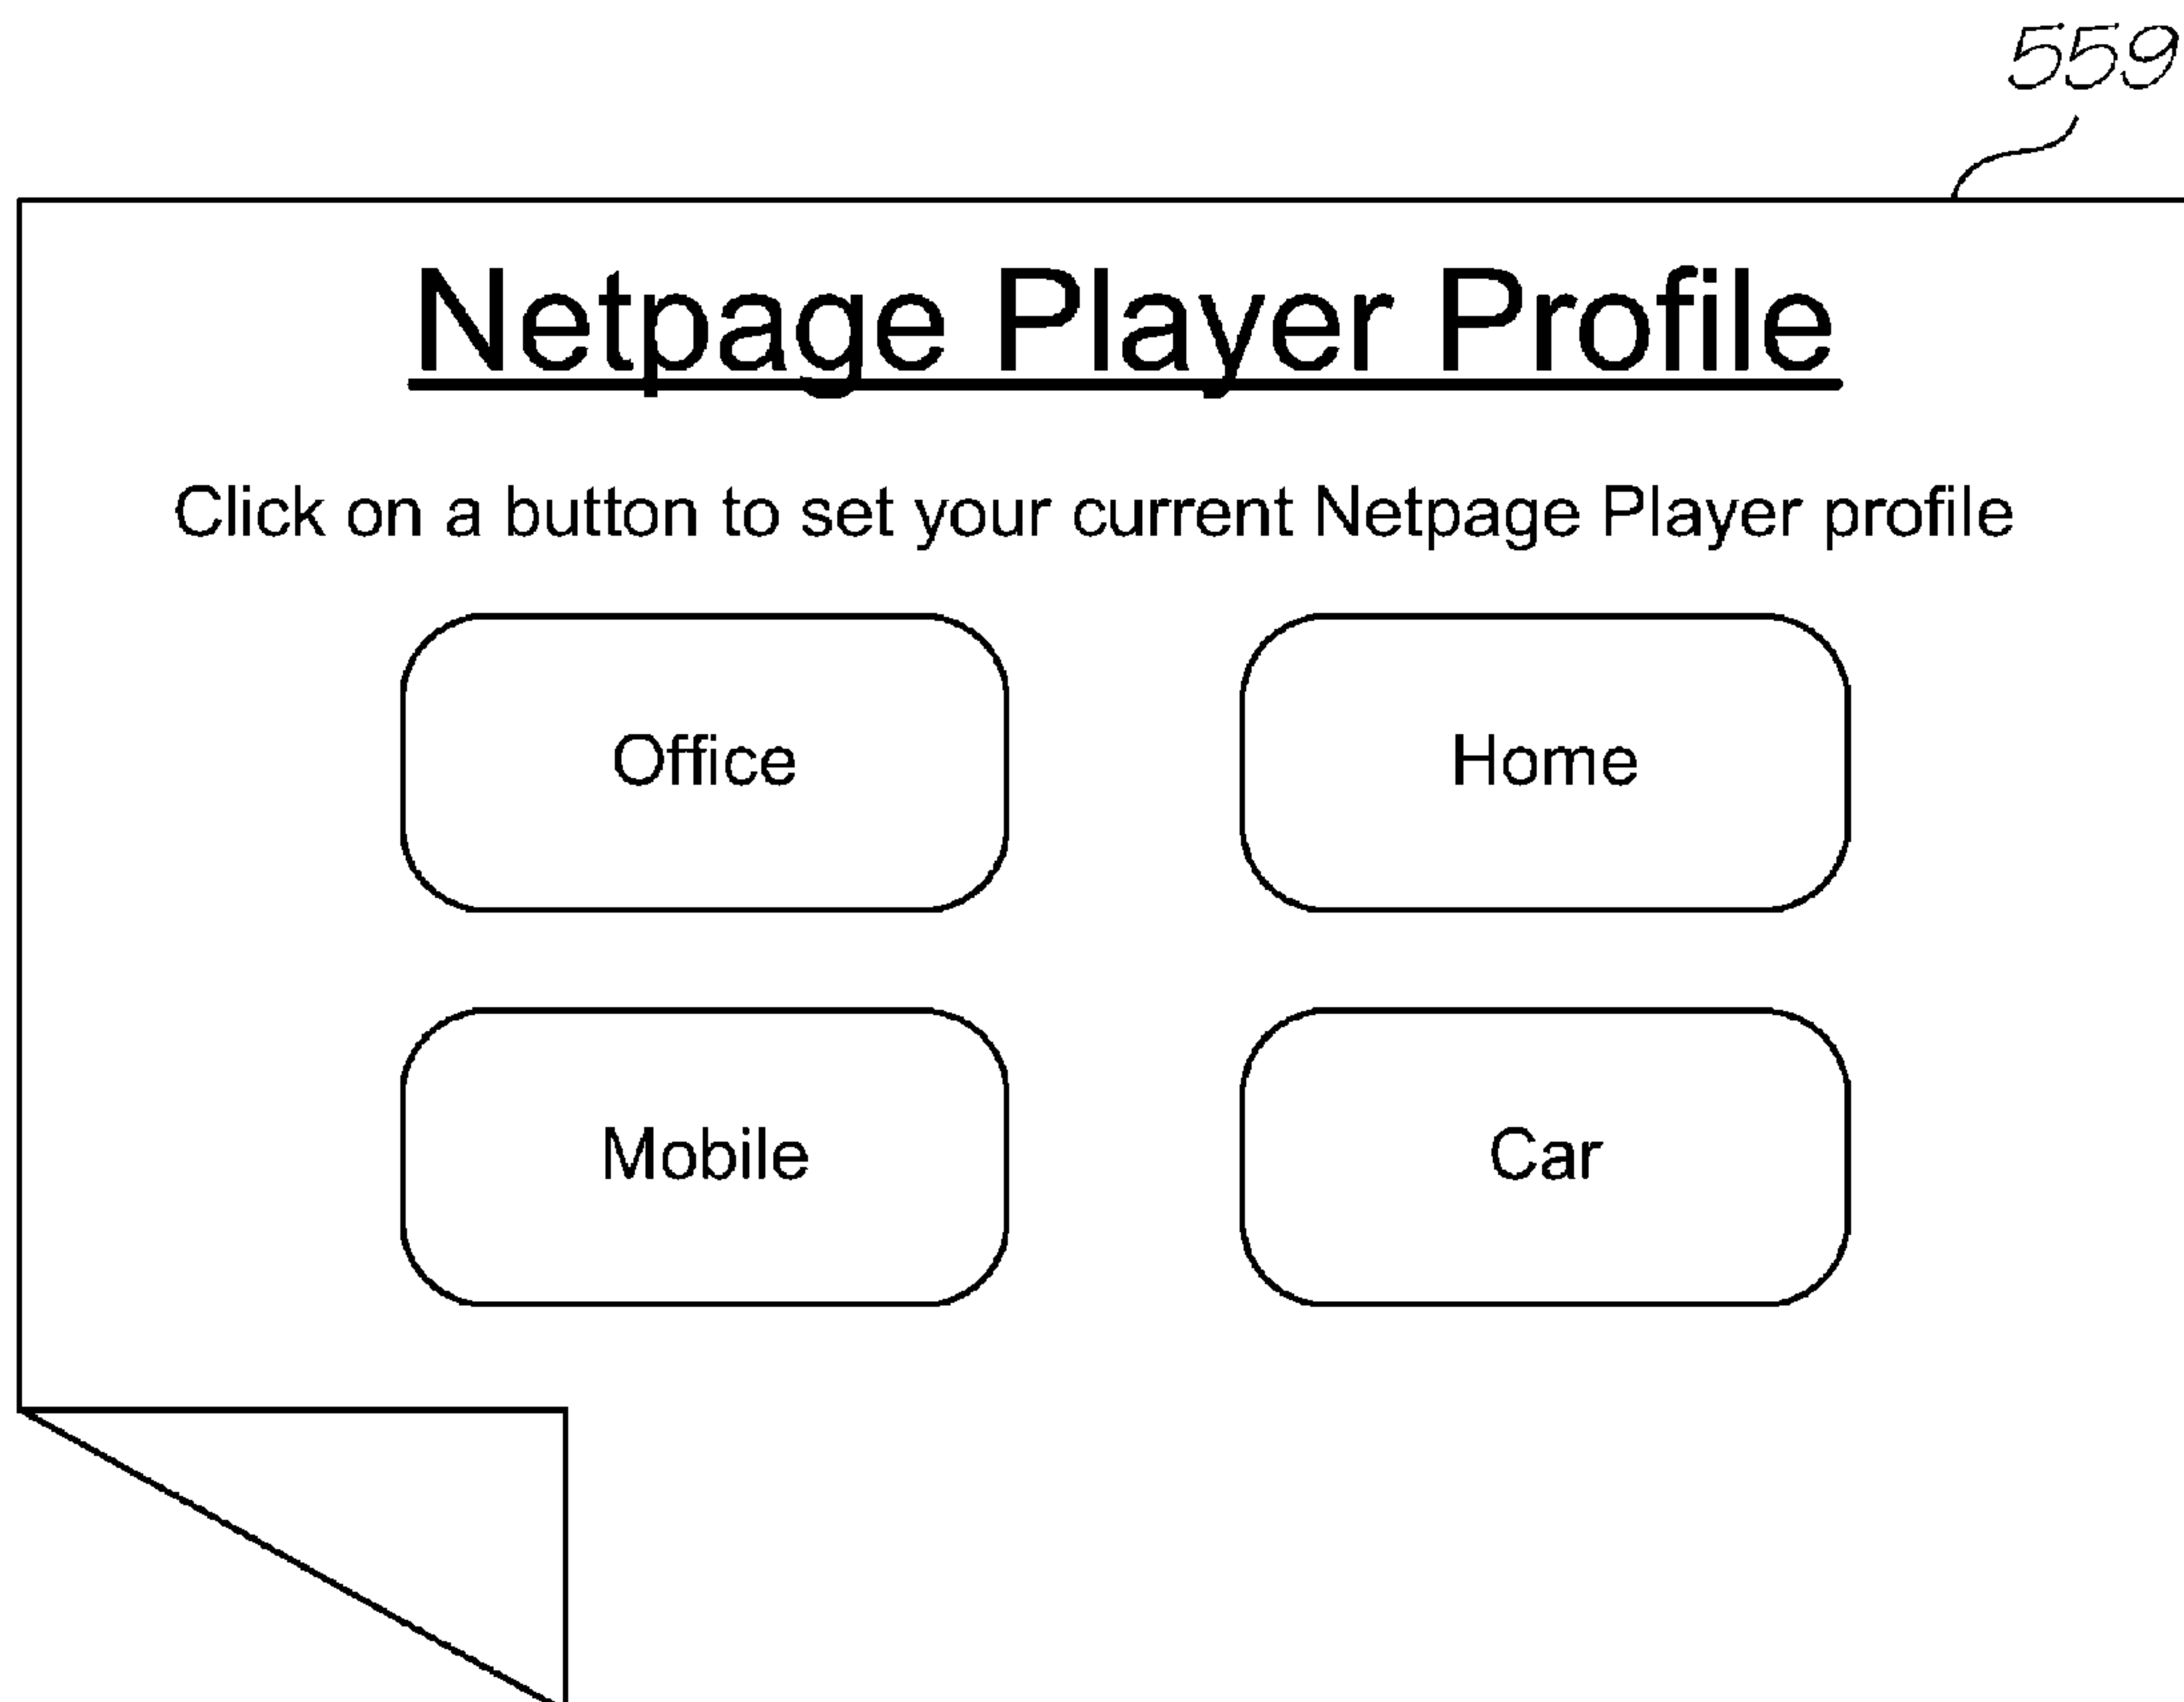 559
Netpage Player Profile
Click on a button to set your current Netpage Player profile
Office Home
Mobile Car